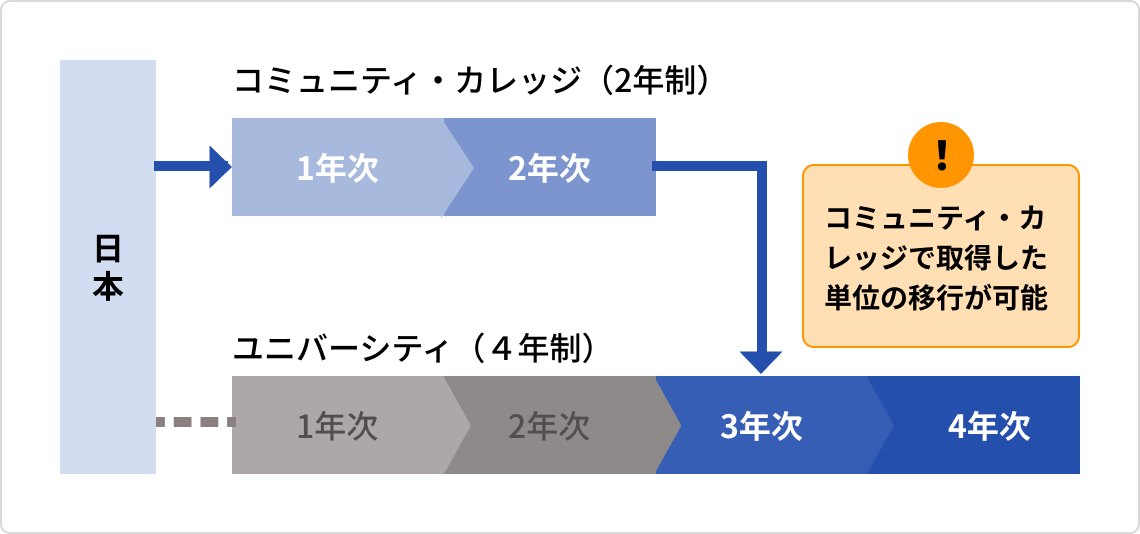 日本
コミュニティ・カレッジ（2年制）
1年次
2年次
!
コミュニティ・カ
レッジで取得した
単位の移行が可能
ユニバーシティ（４年制）
1年次
2年次
3年次
4年次